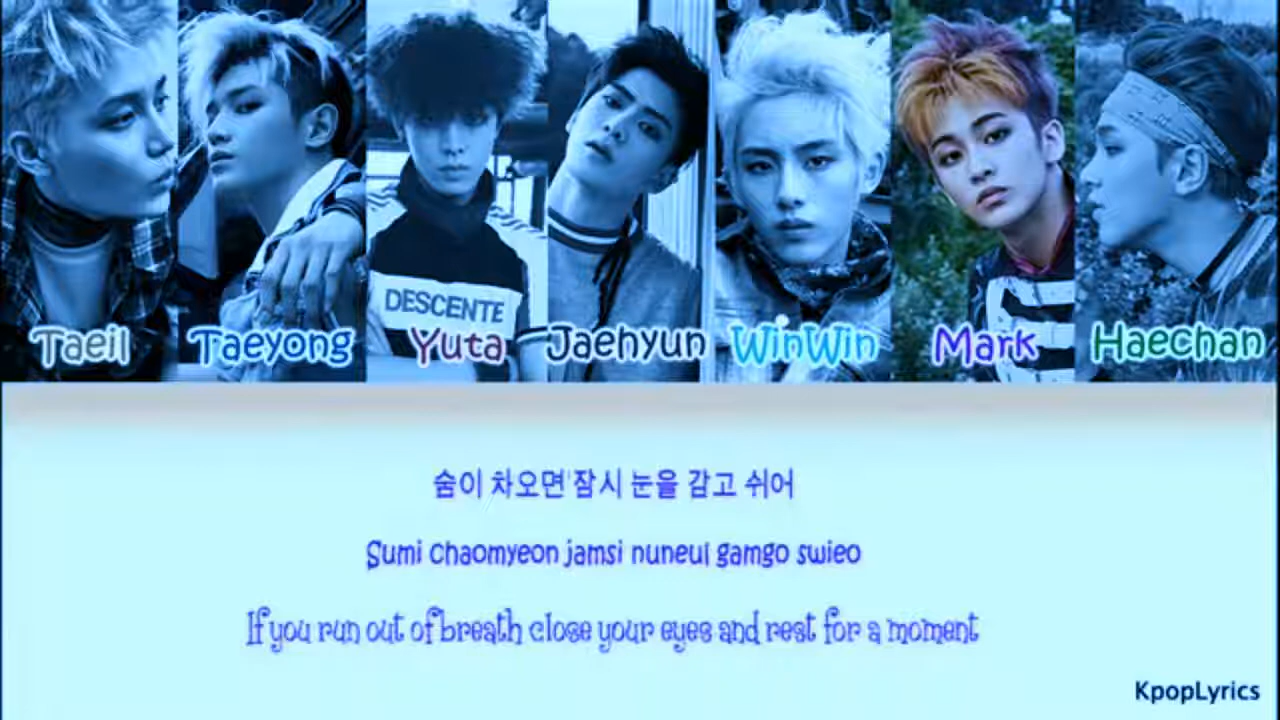 DESCENTE
Taeil Taeyong Yuta Jaehyun WinWin Mark Haechan
숨이 차오면 잠시 눈을 감고 쉬어
Sumi chaomyeon jamsi nuneul gamgo swieo
If you run out of breath close your eyes and rest for a moment
KpopLyrics